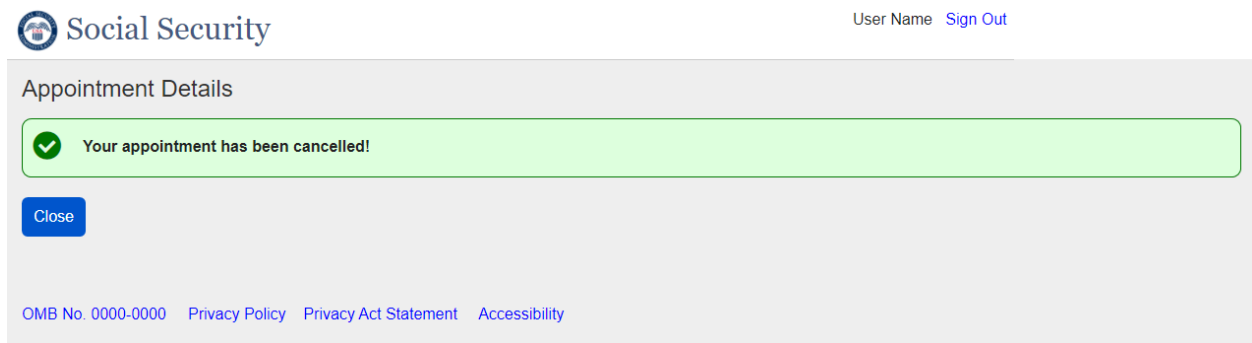 Social Security
User Name Sign Out
Appointment Details
Your appointment has been cancelled!
Close
OMB No. 0000-0000 Privacy Policy Privacy Act Statement Accessibility